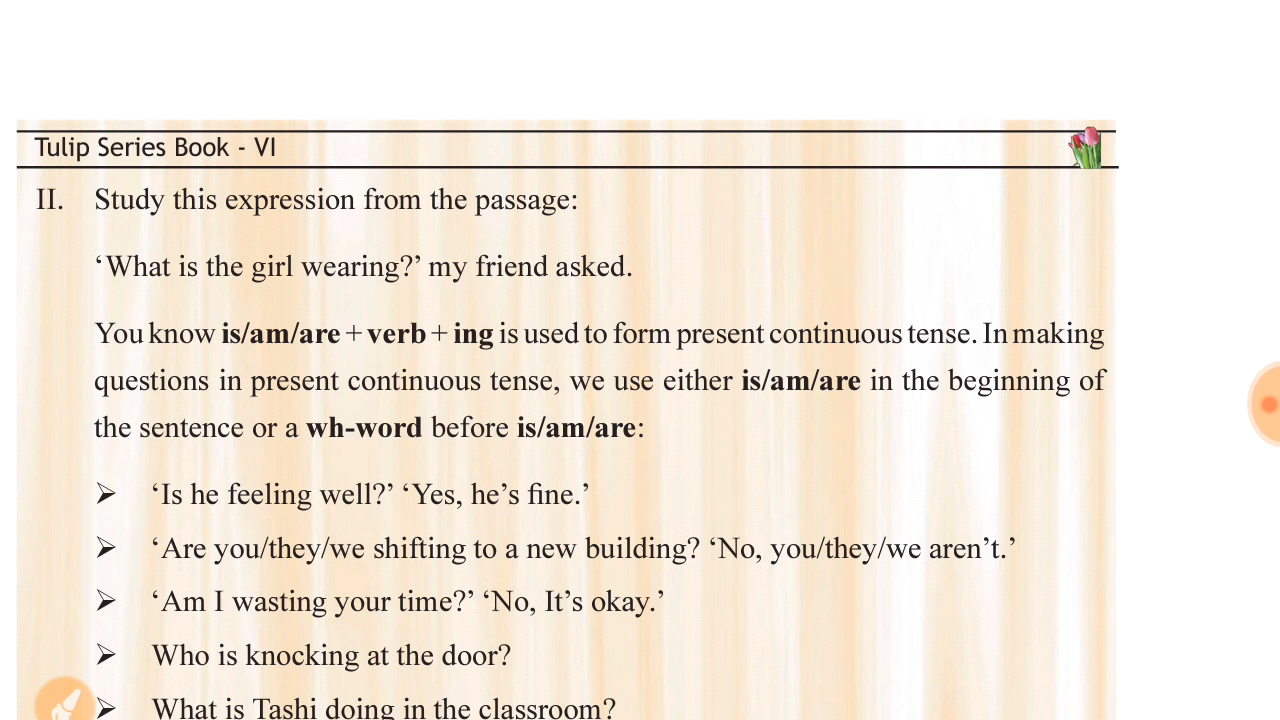 Tulip Series Book - VI
II. Study this expression from the passage:
‘What is the girl wearing?’ my friend asked.
You know is/am/are + verb + ing is used to form present continuous tense. In making
questions in present continuous tense, we use either is/am/are in the beginning of
the sentence or a wh-word before is/am/are:
➢ ‘Is he feeling well?’ ‘Yes, he’s fine.’
➢ ‘Are you/they/we shifting to a new building? ‘No, you/they/we aren’t.’
➢ ‘Am I wasting your time?’ ‘No, It’s okay.’
➢ Who is knocking at the door?
➢ What is Tashi doing in the classroom?